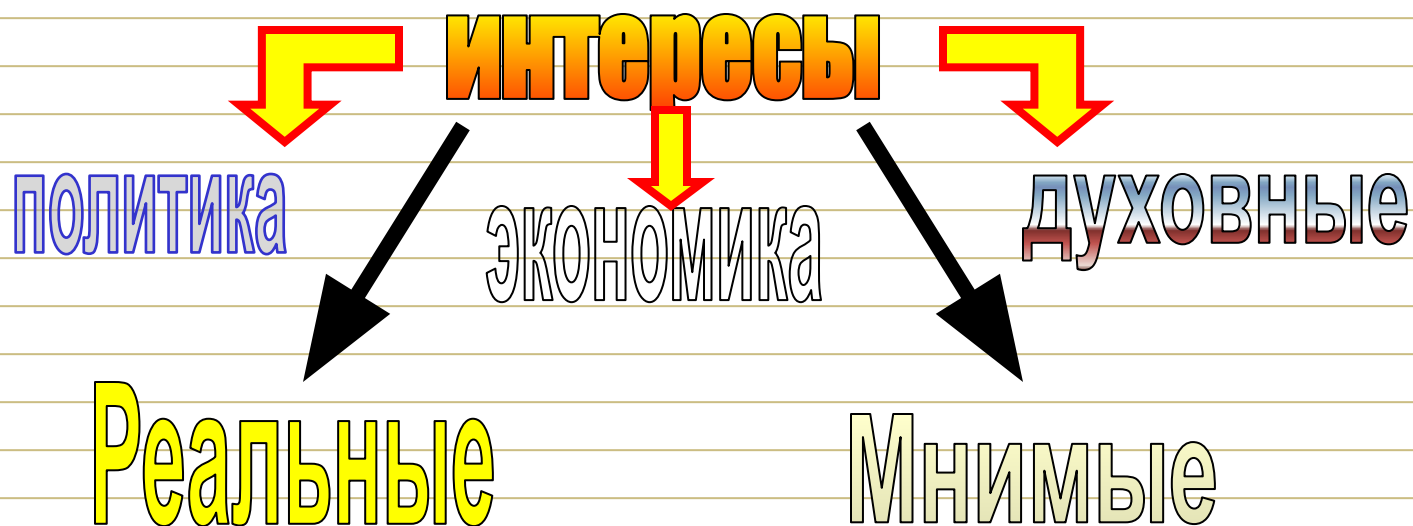 интересы
политика
экономика
духовные
Реальные
Мнимые